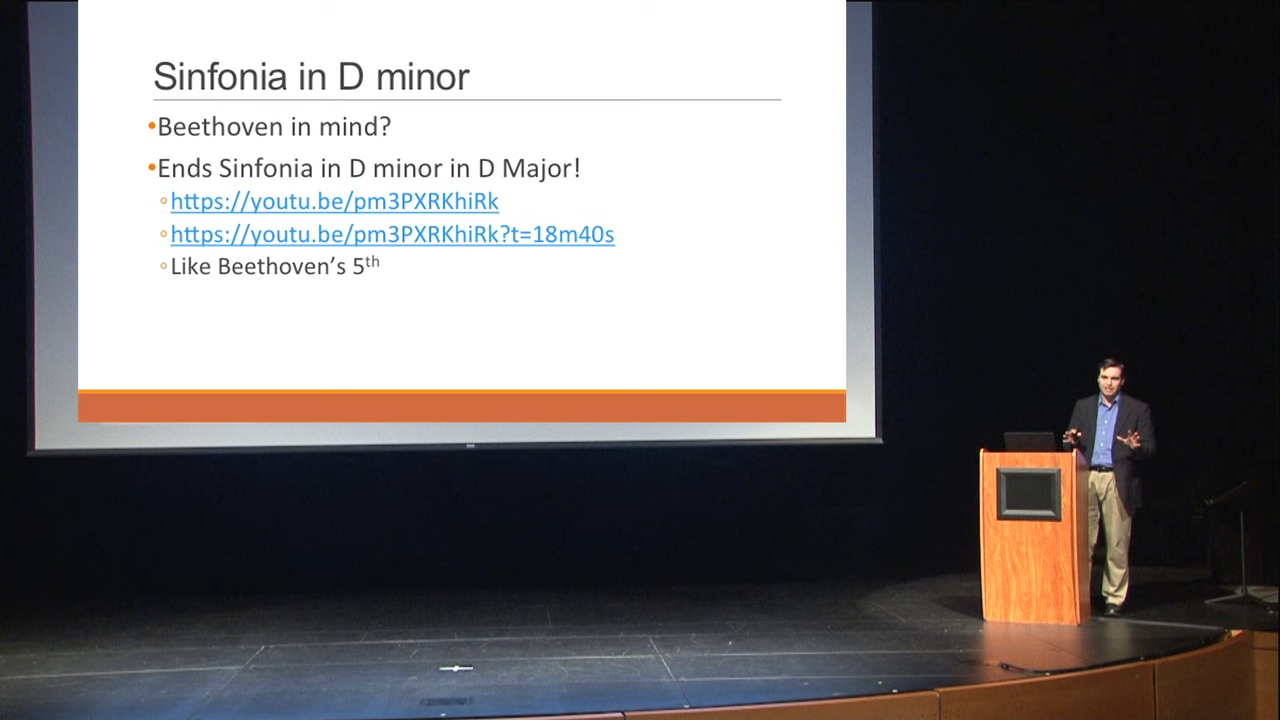 Sinfonia in D minor
•Beethoven in mind?
•Ends Sinfonia in D minor in D Major!
◦https://youtu.be/pm3PXRKhiRk
◦https://youtu.be/pm3PXRKhiRk?t=18m40s
◦Like Beethoven’s 5th